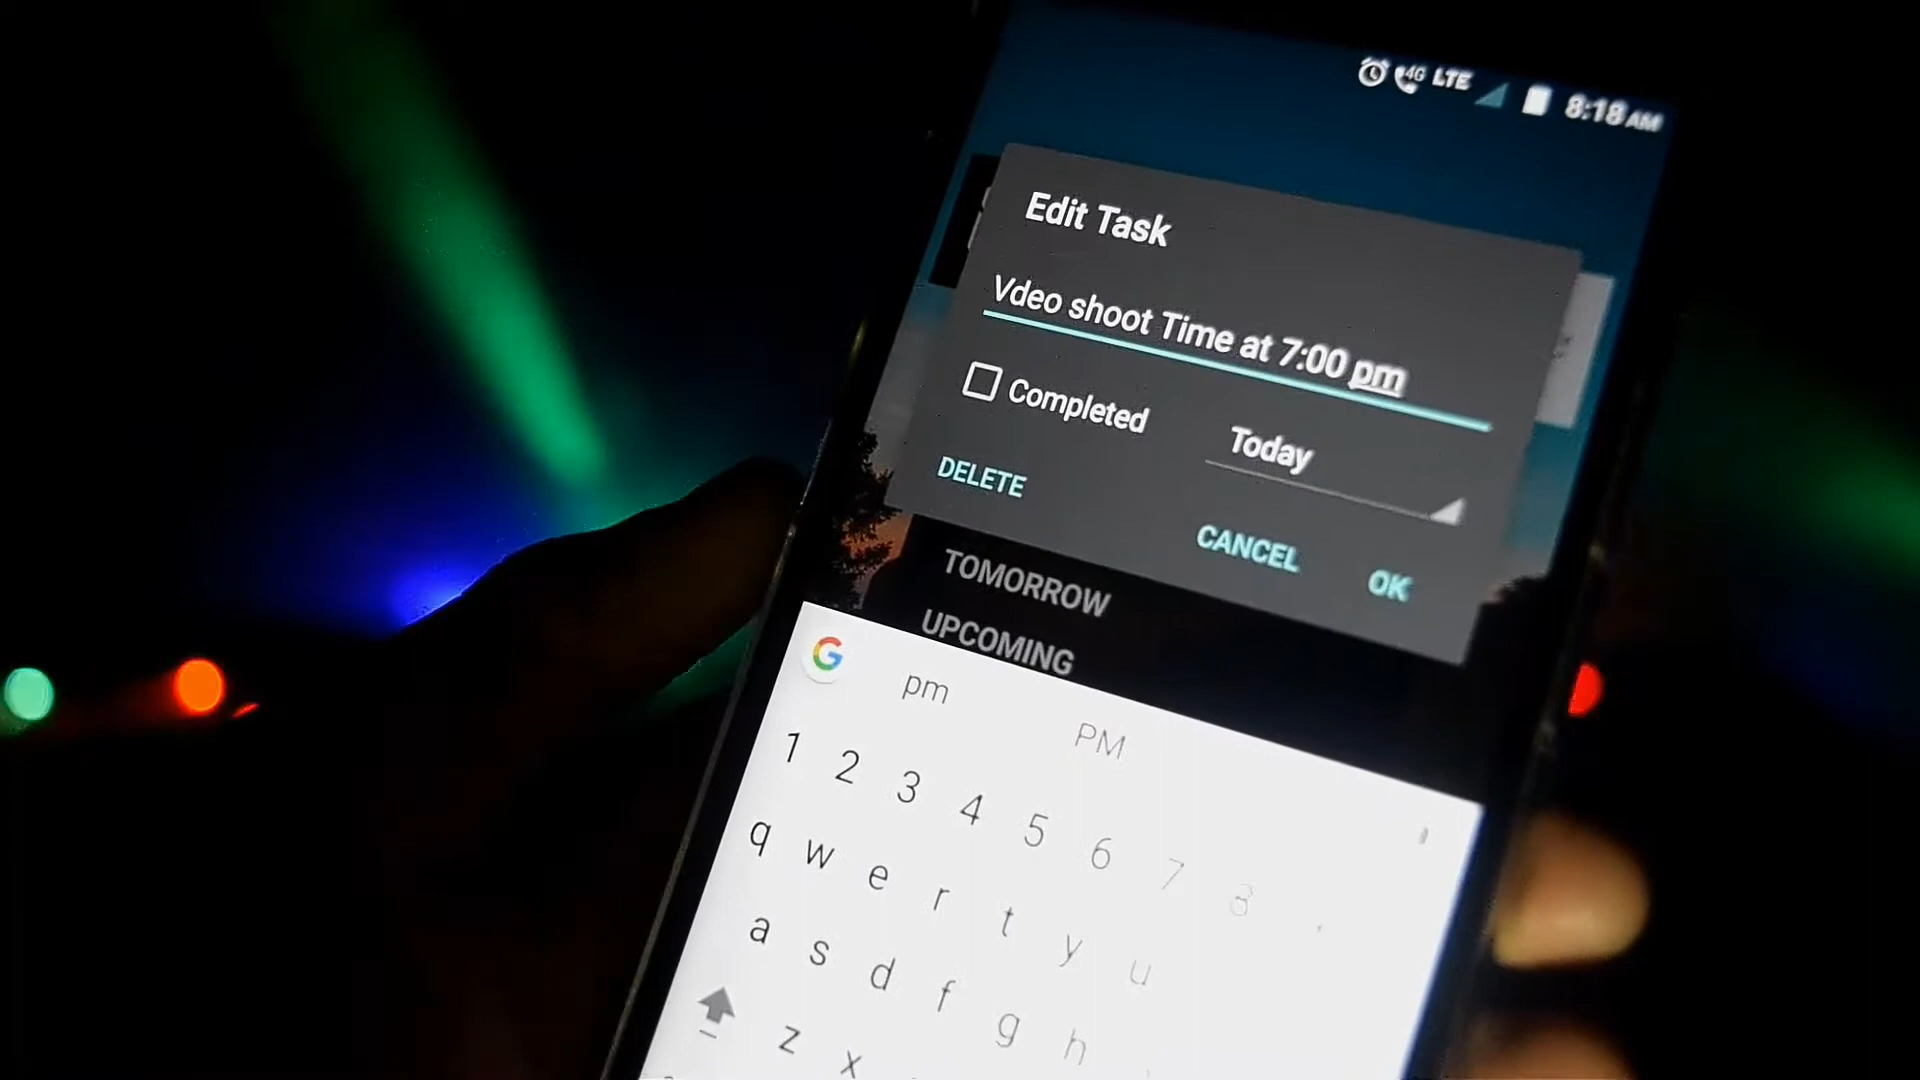 4G LTE 8:18 AM
Edit Task
Vdeo shoot Time at 7:00 pm
Completed
Today
DELETE
CANCEL OK
TOMORROW
UPCOMING
G pm PM
1 2 3 4 5 6 7 8
q w e r t y u
a s d f g h
z x